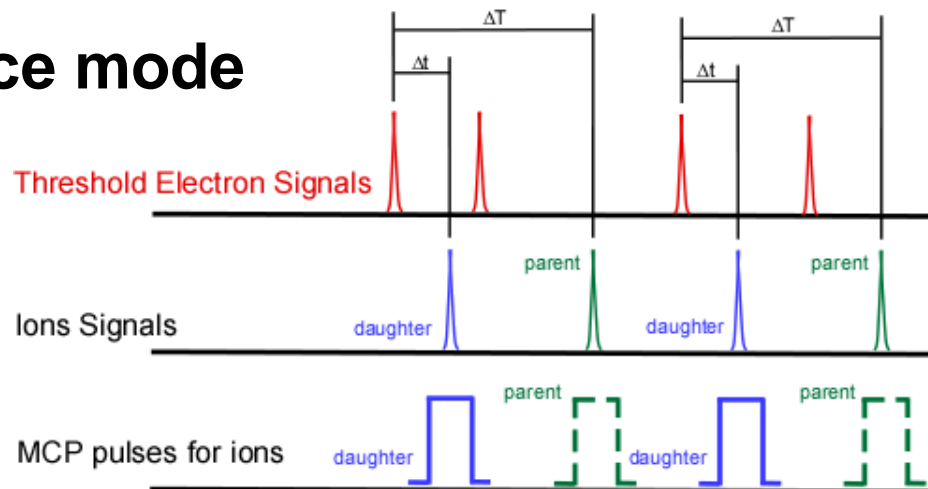 ce mode
ΔT
ΔT
Δt
Δt
Threshold Electron Signals
parent
parent
Ions Signals
daughter
daughter
parent
parent
MCP pulses for ions
daughter
daughter